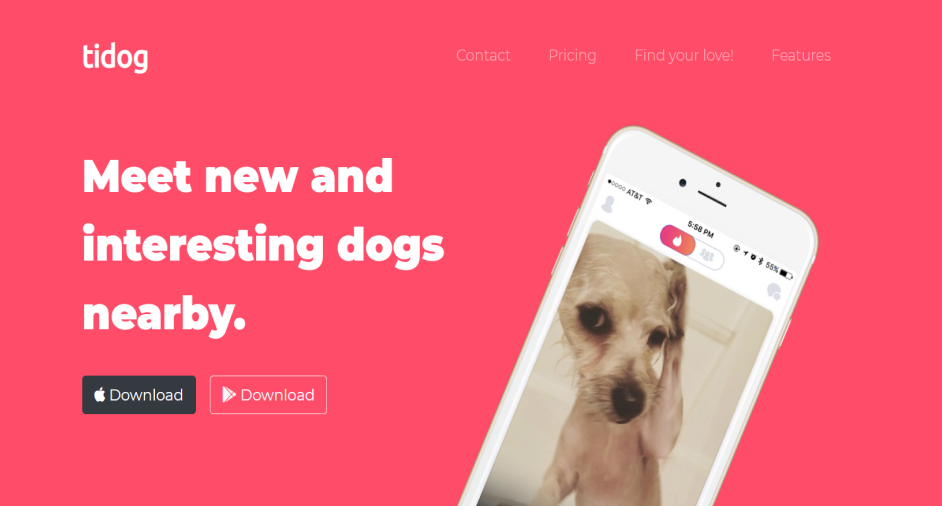 tidog
Contact Pricing Find your love! Features
Meet new and
interesting dogs
nearby.
Download Download
AT&T 5:58 PM 55%